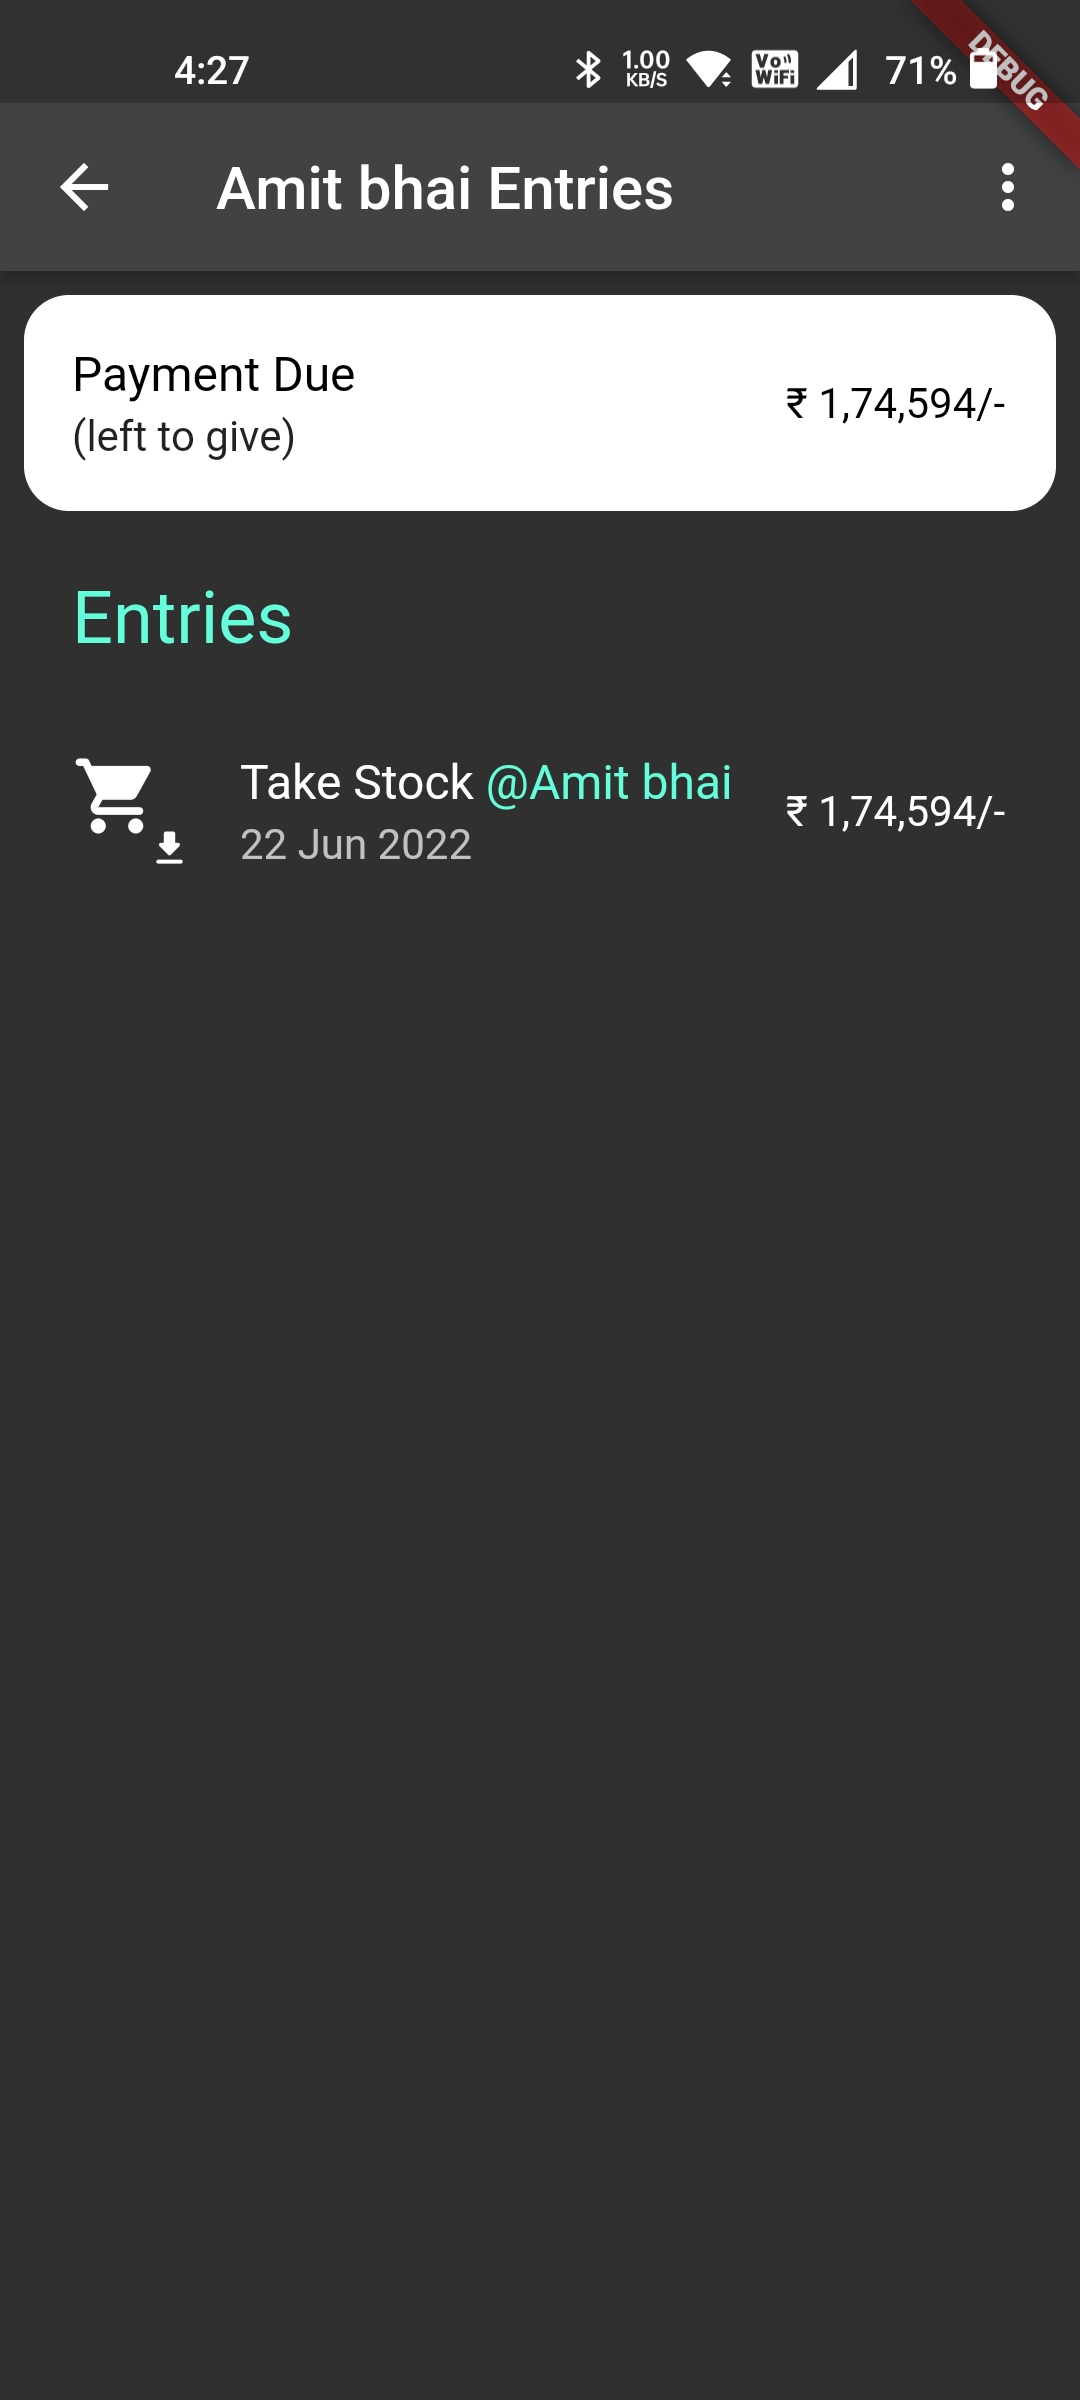 4:27
1.00
KB/S
Vo
WiFi
71%
DEBUG
Amit bhai Entries
Payment Due
(left to give)
₹ 1,74,594/-
Entries
Take Stock @Amit bhai
22 Jun 2022
₹ 1,74,594/-